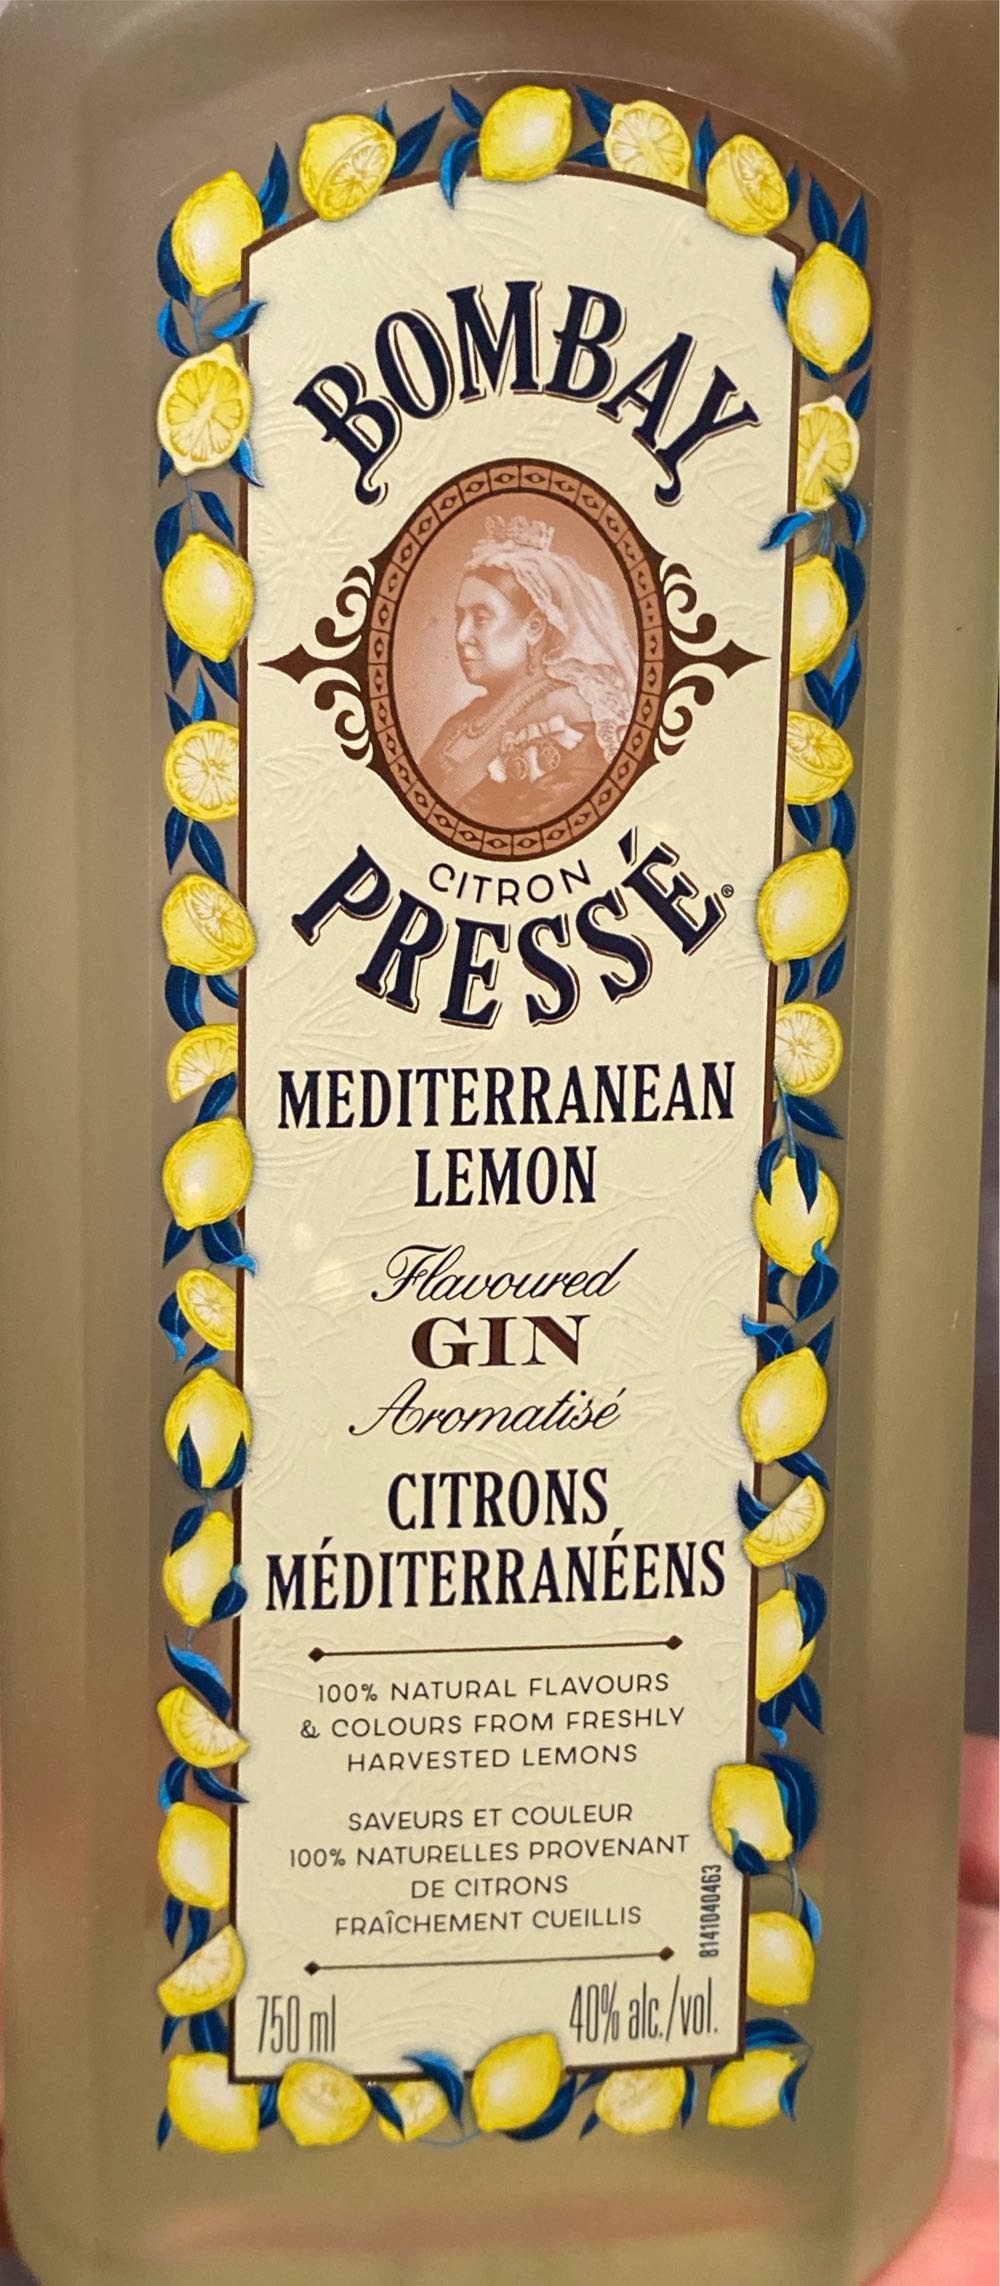 BOMBAY
CITRON
PRESSÉ®
MEDITERRANEAN
LEMON
Flavoured
GIN
Aromatisé
CITRONS
MÉDITERRANÉENS
100% NATURAL FLAVOURS
& COLOURS FROM FRESHLY
HARVESTED LEMONS
SAVEURS ET COULEUR
100% NATURELLES PROVENANT
DE CITRONS
FRAÎCHEMENT CUEILLIS
8141040463
750 ml
40% alc./vol.